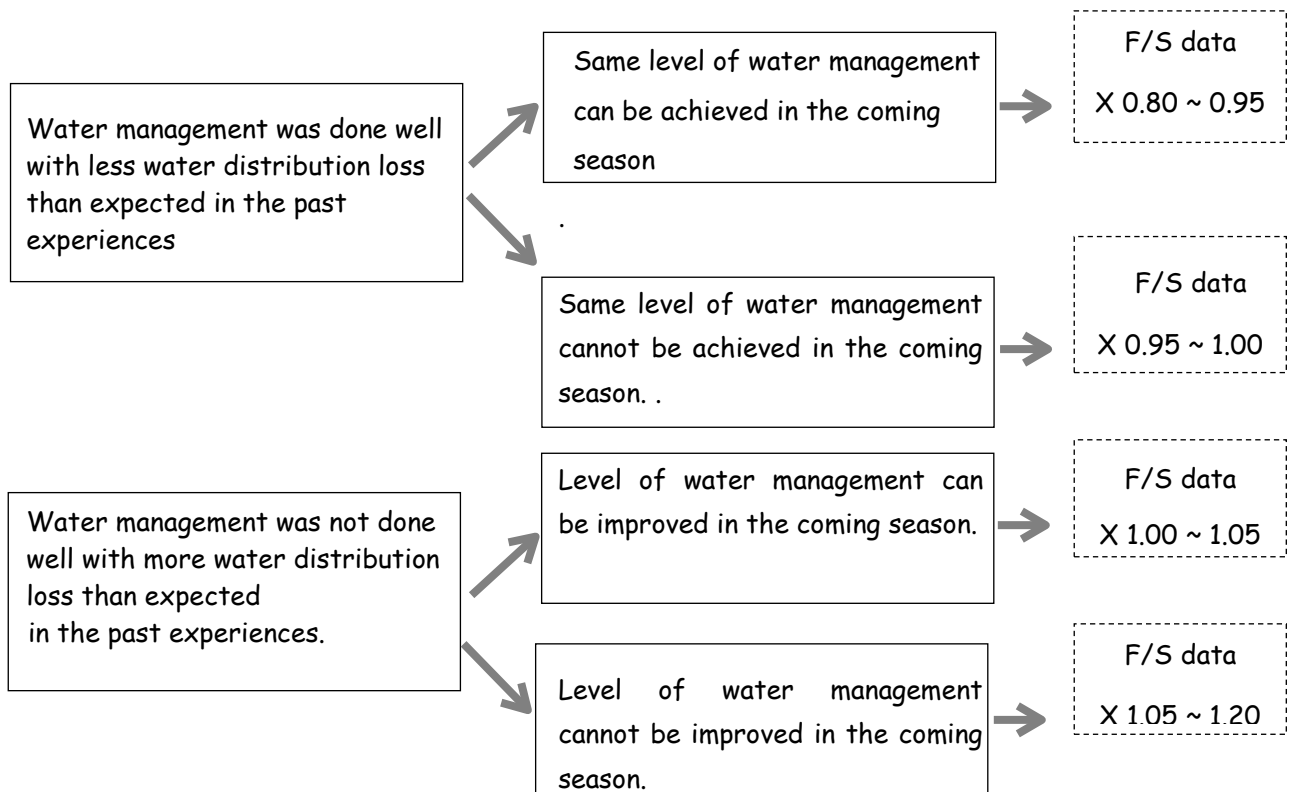 Water management was done well
with less water distribution loss
than expected in the past
experiences
Same level of water management
can be achieved in the coming
season
.
F/S data
X 0.80 ~ 0.95
Same level of water management
cannot be achieved in the coming
season. .
F/S data
X 0.95 ~ 1.00
Water management was not done
well with more water distribution
loss than expected
in the past experiences.
Level of water management can
be improved in the coming season.
F/S data
X 1.00 ~ 1.05
Level of water management
cannot be improved in the coming
season.
F/S data
X 1.05 ~ 1.20